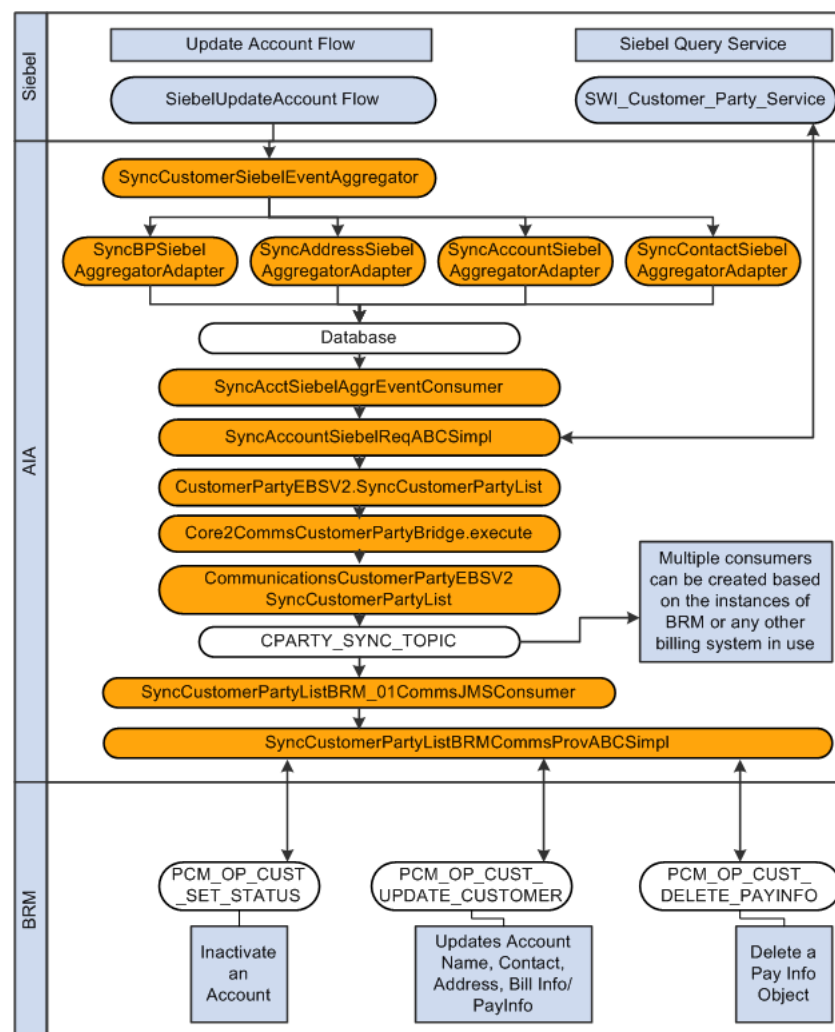 Siebel
Update Account Flow
Siebel Query Service
SiebelUpdateAccount Flow
SWI_Customer_Party_Service
AIA
SyncCustomerSiebelEventAggregator
SyncBPSiebel
AggregatorAdapter
SyncAddressSiebel
AggregatorAdapter
SyncAccountSiebel
AggregatorAdapter
SyncContactSiebel
AggregatorAdapter
Database
SyncAcctSiebelAggrEventConsumer
SyncAccountSiebelReqABCSimpl
CustomerPartyEBSV2.SyncCustomerPartyList
Core2CommsCustomerPartyBridge.execute
CommunicationsCustomerPartyEBSV2
SyncCustomerPartyList
CPARTY_SYNC_TOPIC
Multiple consumers
can be created based
on the instances of
BRM or any other
billing system in use
SyncCustomerPartyListBRM_01CommsJMSConsumer
SyncCustomerPartyListBRMCommsProvABCSimpl
BRM
PCM_OP_CUST
_SET_STATUS
PCM_OP_CUST_
UPDATE_CUSTOMER
PCM_OP_CUST_
DELETE_PAYINFO
Inactivate
an
Account
Updates Account
Name, Contact,
Address, Bill Info/
PayInfo
Delete a
Pay Info
Object